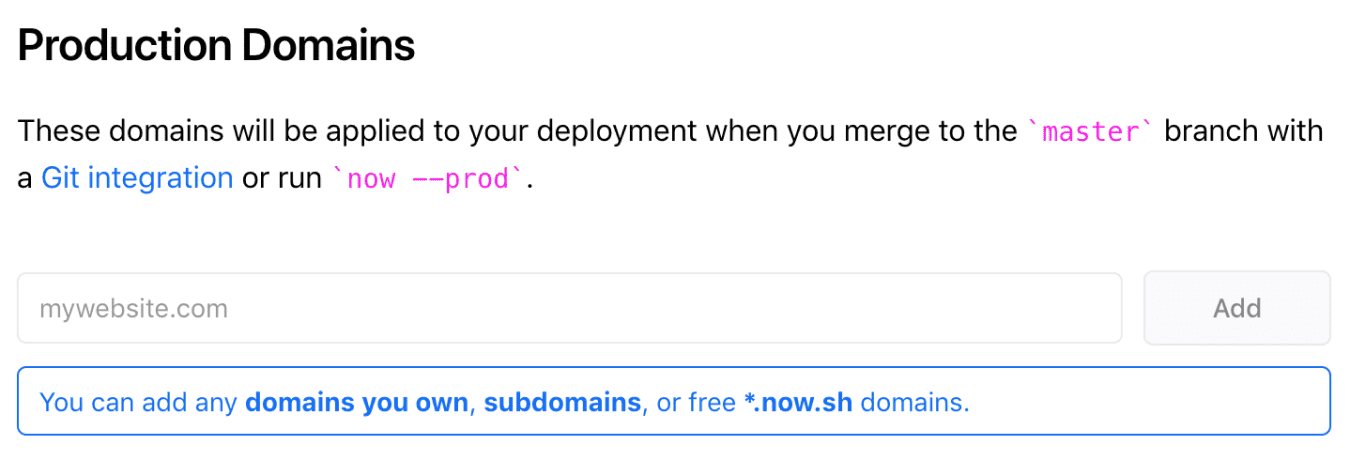 Production Domains
These domains will be applied to your deployment when you merge to the `master` branch with
a Git integration or run `now --prod`.
mywebsite.com
Add
You can add any domains you own, subdomains, or free *.now.sh domains.